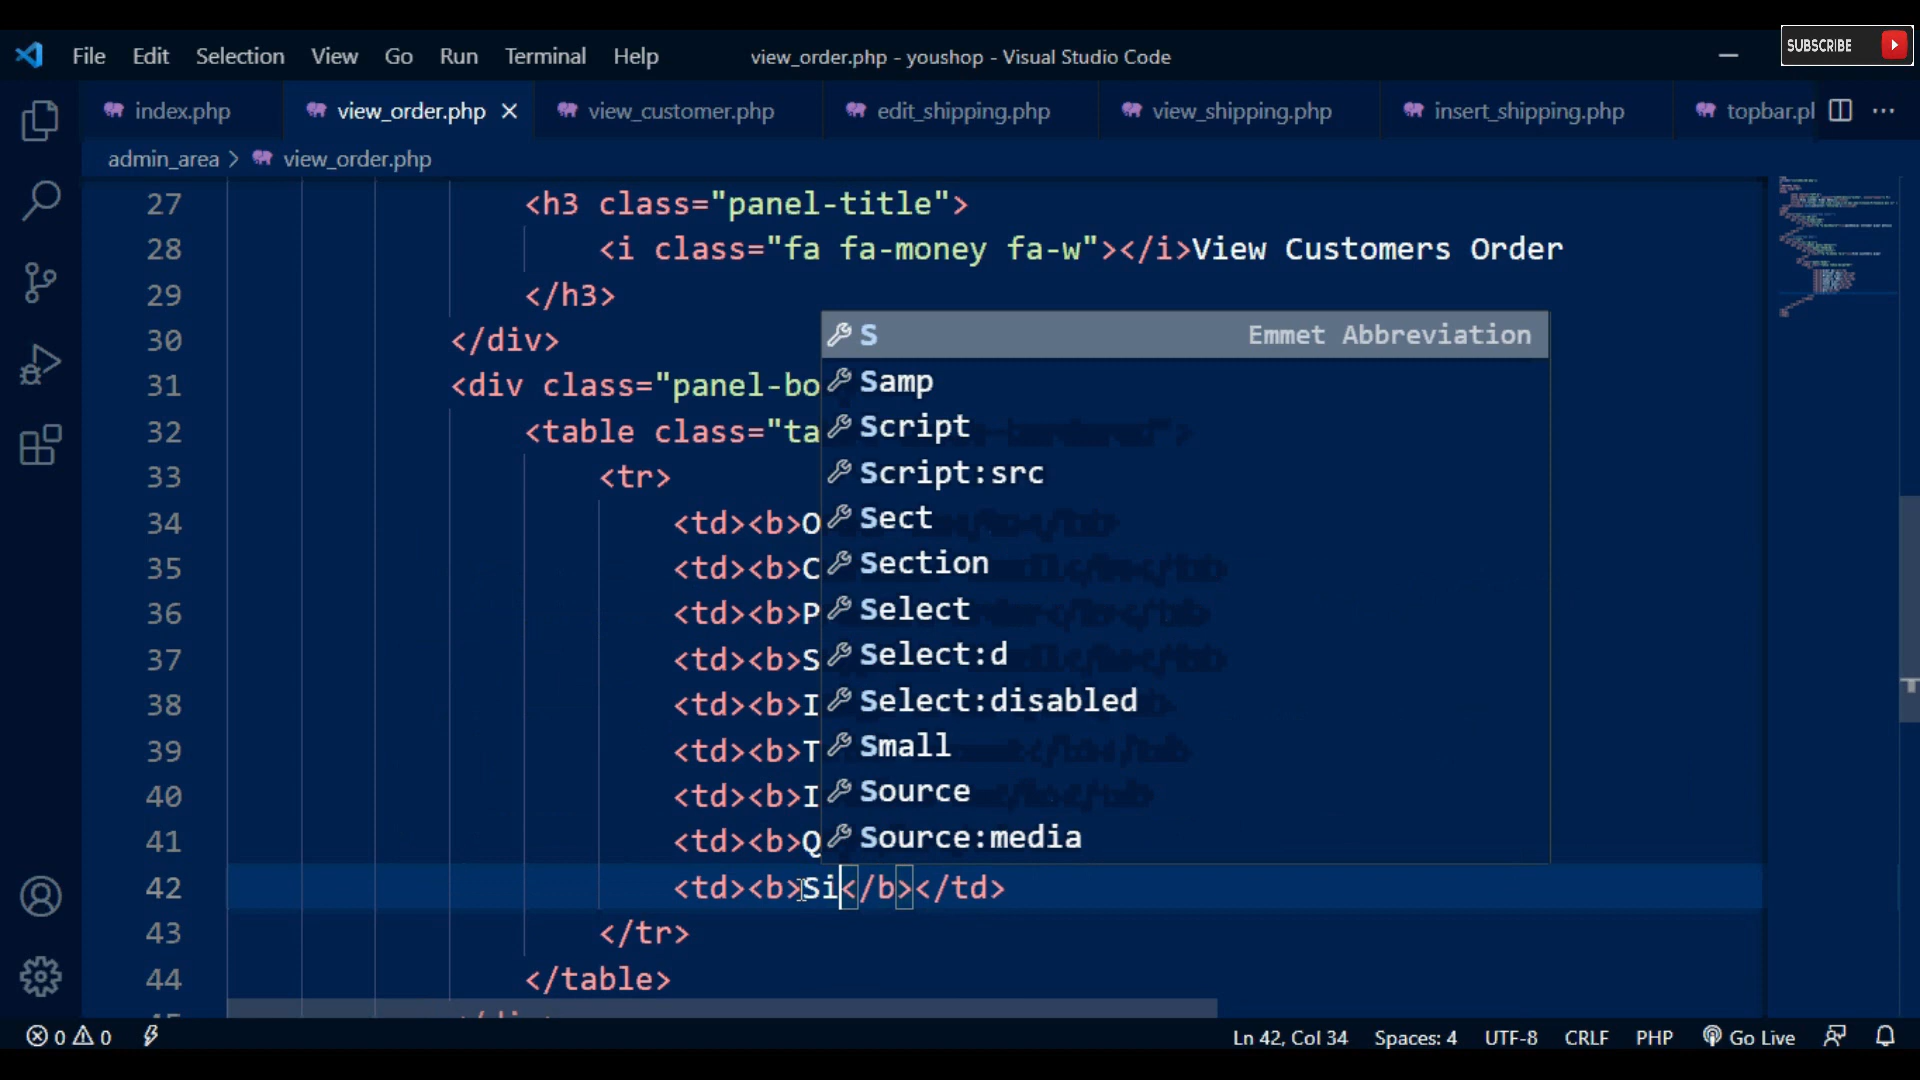 SUBSCRIBE
File Edit Selection View Go Run Terminal Help view_order.php - youshop - Visual Studio Code
index.php view_order.php view_customer.php edit_shipping.php view_shipping.php insert_shipping.php topbar.pl
admin_area > view_order.php
27 <h3 class="panel-title">
28 <i class="fa fa-money fa-w"></i>View Customers Order
29 </h3>
30 </div>
31 <div class="panel-bo
32 <table class="ta
33 <tr>
34 <td><b>O
35 <td><b>C
36 <td><b>P
37 <td><b>S
38 <td><b>I
39 <td><b>T
40 <td><b>I
41 <td><b>Q
42 <td><b>Si</b></td>
43 </tr>
44 </table>
S Emmet Abbreviation
Samp
Script
Script:src
Sect
Section
Select
Select:d
Select:disabled
Small
Source
Source:media
0 0 Ln 42, Col 34 Spaces: 4 UTF-8 CRLF PHP Go Live